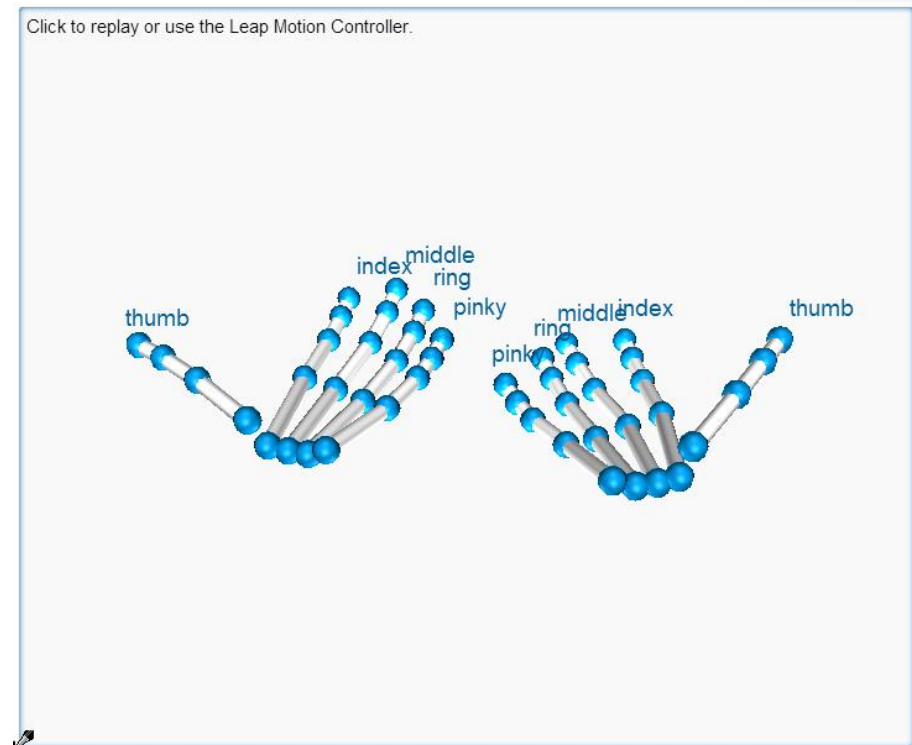 Click to replay or use the Leap Motion Controller.
thumb
index
middle
ring
pinky
pinky
ring
middle
index
thumb